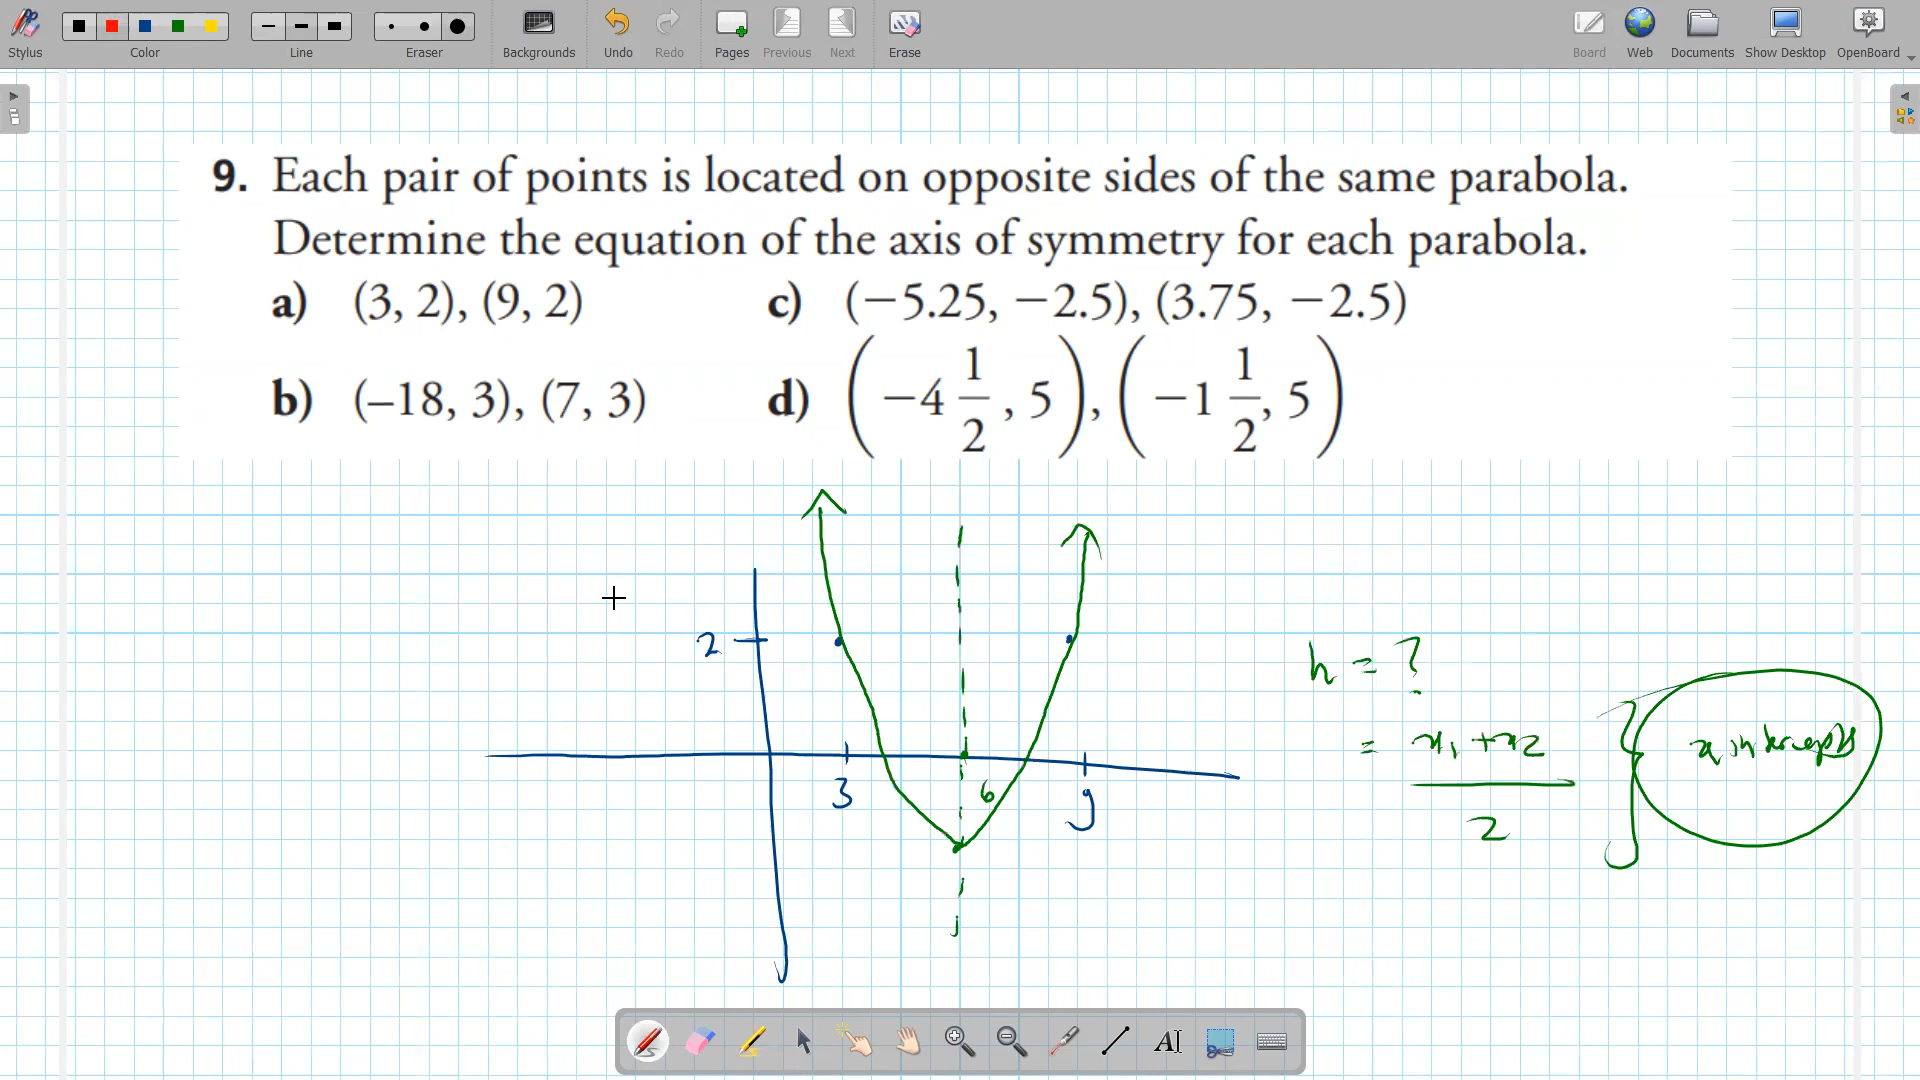 Stylus Color Line Eraser Backgrounds Undo Redo Pages Previous Next Erase Board Web Documents Show Desktop OpenBoard
9. Each pair of points is located on opposite sides of the same parabola.
Determine the equation of the axis of symmetry for each parabola.
a) (3, 2), (9, 2) c) (−5.25, −2.5), (3.75, −2.5)
b) (–18, 3), (7, 3) d) (−4 1/2, 5), (−1 1/2, 5)
2
h = ?
= x₁ + x₂ / 2 } x intercepts
3 6 9